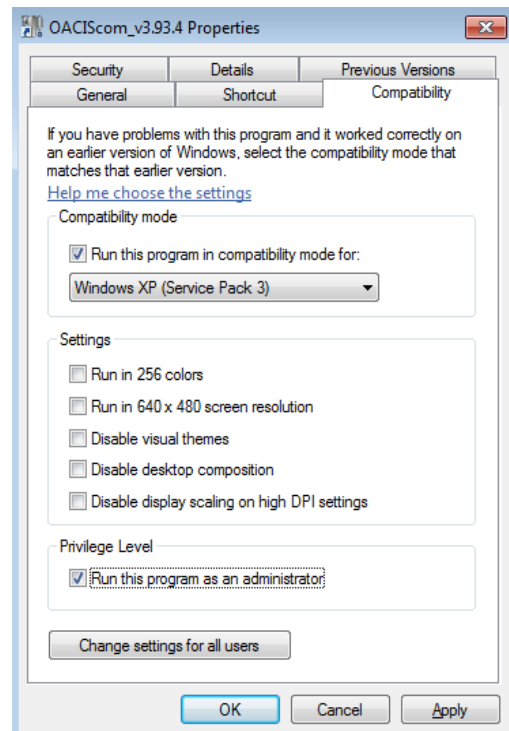 OACIScom_v3.93.4 Properties
Security Details Previous Versions
General Shortcut Compatibility
If you have problems with this program and it worked correctly on
an earlier version of Windows, select the compatibility mode that
matches that earlier version.
Help me choose the settings
Compatibility mode
Run this program in compatibility mode for:
Windows XP (Service Pack 3)
Settings
Run in 256 colors
Run in 640 x 480 screen resolution
Disable visual themes
Disable desktop composition
Disable display scaling on high DPI settings
Privilege Level
Run this program as an administrator
Change settings for all users
OK Cancel Apply